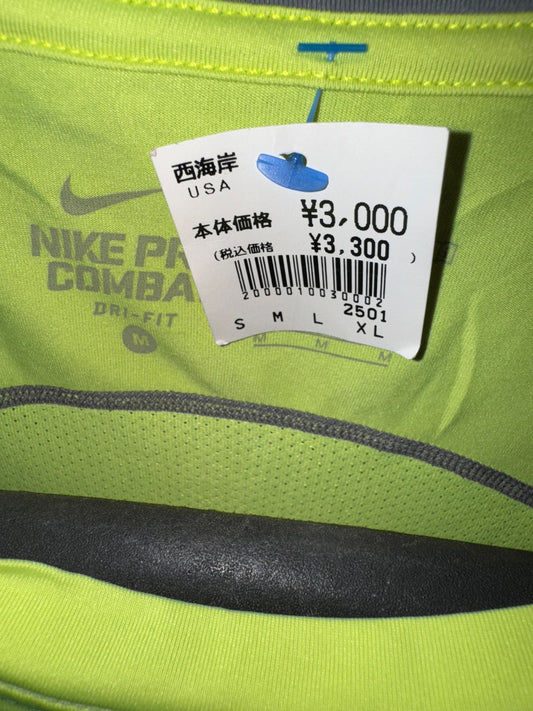 西海岸
USA
本体価格 ¥3,000
(税込価格 ¥3,300 )
2000010030002
2501
S M L XL
NIKE PR
COMBA
DRI-FIT
M
M M M